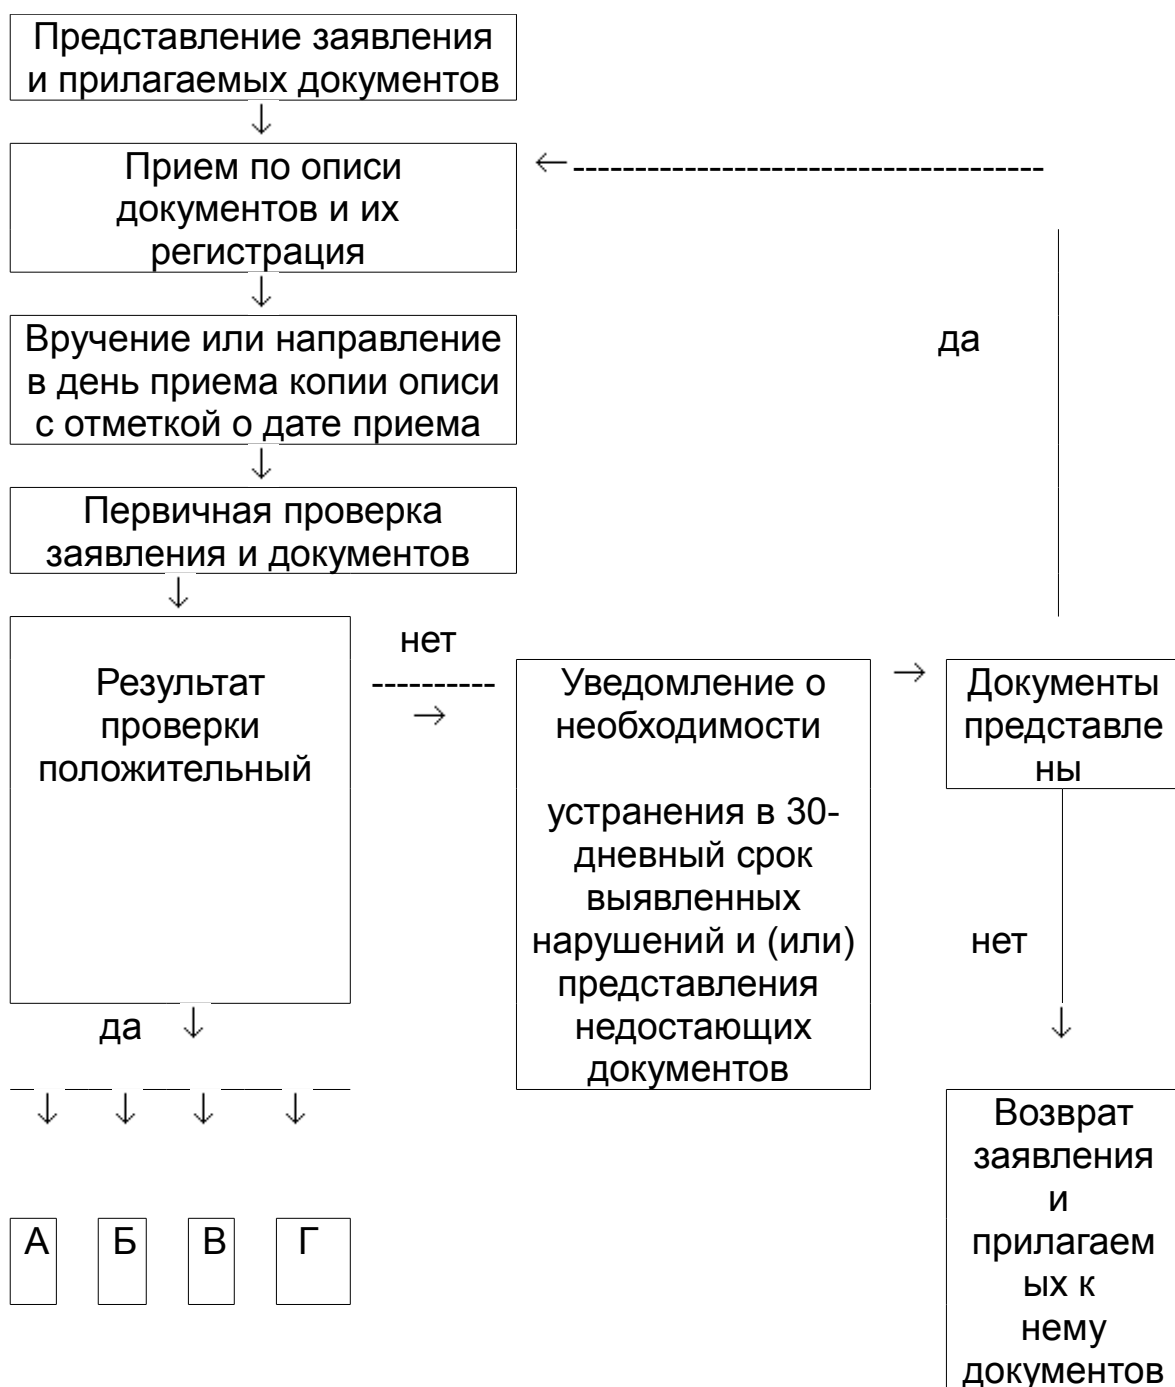 Представление заявления
и прилагаемых документов
↓
Прием по описи
документов и их
регистрация
← --------------------------------------
↓
Вручение или направление
в день приема копии описи
с отметкой о дате приема
да
↓
Первичная проверка
заявления и документов
↓
Результат
проверки
положительный
нет
----------
→
Уведомление о
необходимости
устранения в 30-
дневный срок
выявленных
нарушений и (или)
представления
недостающих
документов
→
Документы
представле
ны
нет
↓
да ↓
↓ ↓ ↓ ↓
А Б В Г
Возврат
заявления
и
прилагаем
ых к
нему
документов